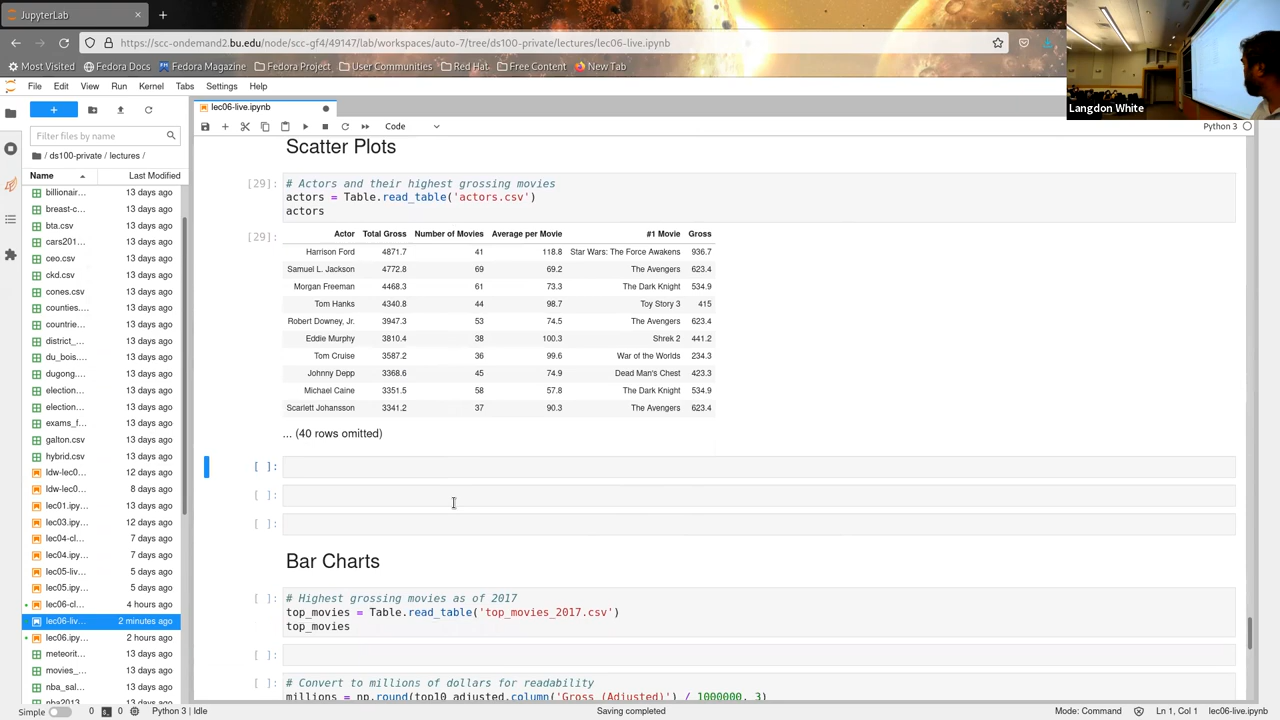 JupyterLab
https://scc-ondemand2.bu.edu/node/scc-gf4/49147/lab/workspaces/auto-7/tree/ds100-private/lectures/lec06-live.ipynb
Most Visited Fedora Docs Fedora Magazine Fedora Project User Communities Red Hat Free Content New Tab
Langdon White
File Edit View Run Kernel Tabs Settings Help
lec06-live.ipynb
Filter files by name
Code
Python 3
/ ds100-private / lectures /
Name Last Modified
billionair... 13 days ago
breast-c... 13 days ago
bta.csv 13 days ago
cars201... 13 days ago
ceo.csv 13 days ago
ckd.csv 13 days ago
cones.csv 13 days ago
counties.... 13 days ago
countrie... 13 days ago
district_... 13 days ago
du_bois.... 13 days ago
dugong.... 13 days ago
election... 13 days ago
election... 13 days ago
exams_f... 13 days ago
galton.csv 13 days ago
hybrid.csv 13 days ago
ldw-lec0... 12 days ago
ldw-lec0... 8 days ago
lec01.ipy... 13 days ago
lec03.ipy... 12 days ago
lec04-cl... 7 days ago
lec04.ipy... 7 days ago
lec05-liv... 5 days ago
lec05.ipy... 5 days ago
lec06-cl... 4 hours ago
lec06-liv... 2 minutes ago
lec06.ipy... 2 hours ago
meteorit... 13 days ago
movies_... 13 days ago
nba_sal... 13 days ago
nba2013... 13 days ago
Scatter Plots
[29]: # Actors and their highest grossing movies
actors = Table.read_table('actors.csv')
actors
[29]: Actor Total Gross Number of Movies Average per Movie #1 Movie Gross
Harrison Ford 4871.7 41 118.8 Star Wars: The Force Awakens 936.7
Samuel L. Jackson 4772.8 69 69.2 The Avengers 623.4
Morgan Freeman 4468.3 61 73.3 The Dark Knight 534.9
Tom Hanks 4340.8 44 98.7 Toy Story 3 415
Robert Downey, Jr. 3947.3 53 74.5 The Avengers 623.4
Eddie Murphy 3810.4 38 100.3 Shrek 2 441.2
Tom Cruise 3587.2 36 99.6 War of the Worlds 234.3
Johnny Depp 3368.6 45 74.9 Dead Man's Chest 423.3
Michael Caine 3351.5 58 57.8 The Dark Knight 534.9
Scarlett Johansson 3341.2 37 90.3 The Avengers 623.4
... (40 rows omitted)
[ ]:
[ ]:
[ ]:
Bar Charts
[ ]: # Highest grossing movies as of 2017
top_movies = Table.read_table('top_movies_2017.csv')
top_movies
[ ]:
[ ]: # Convert to millions of dollars for readability
millions = np.round(top10_adjusted.column('Gross (Adjusted)') / 1000000, 3)
Simple 0 0 Python 3 | Idle Saving completed Mode: Command Ln 1, Col 1 lec06-live.ipynb